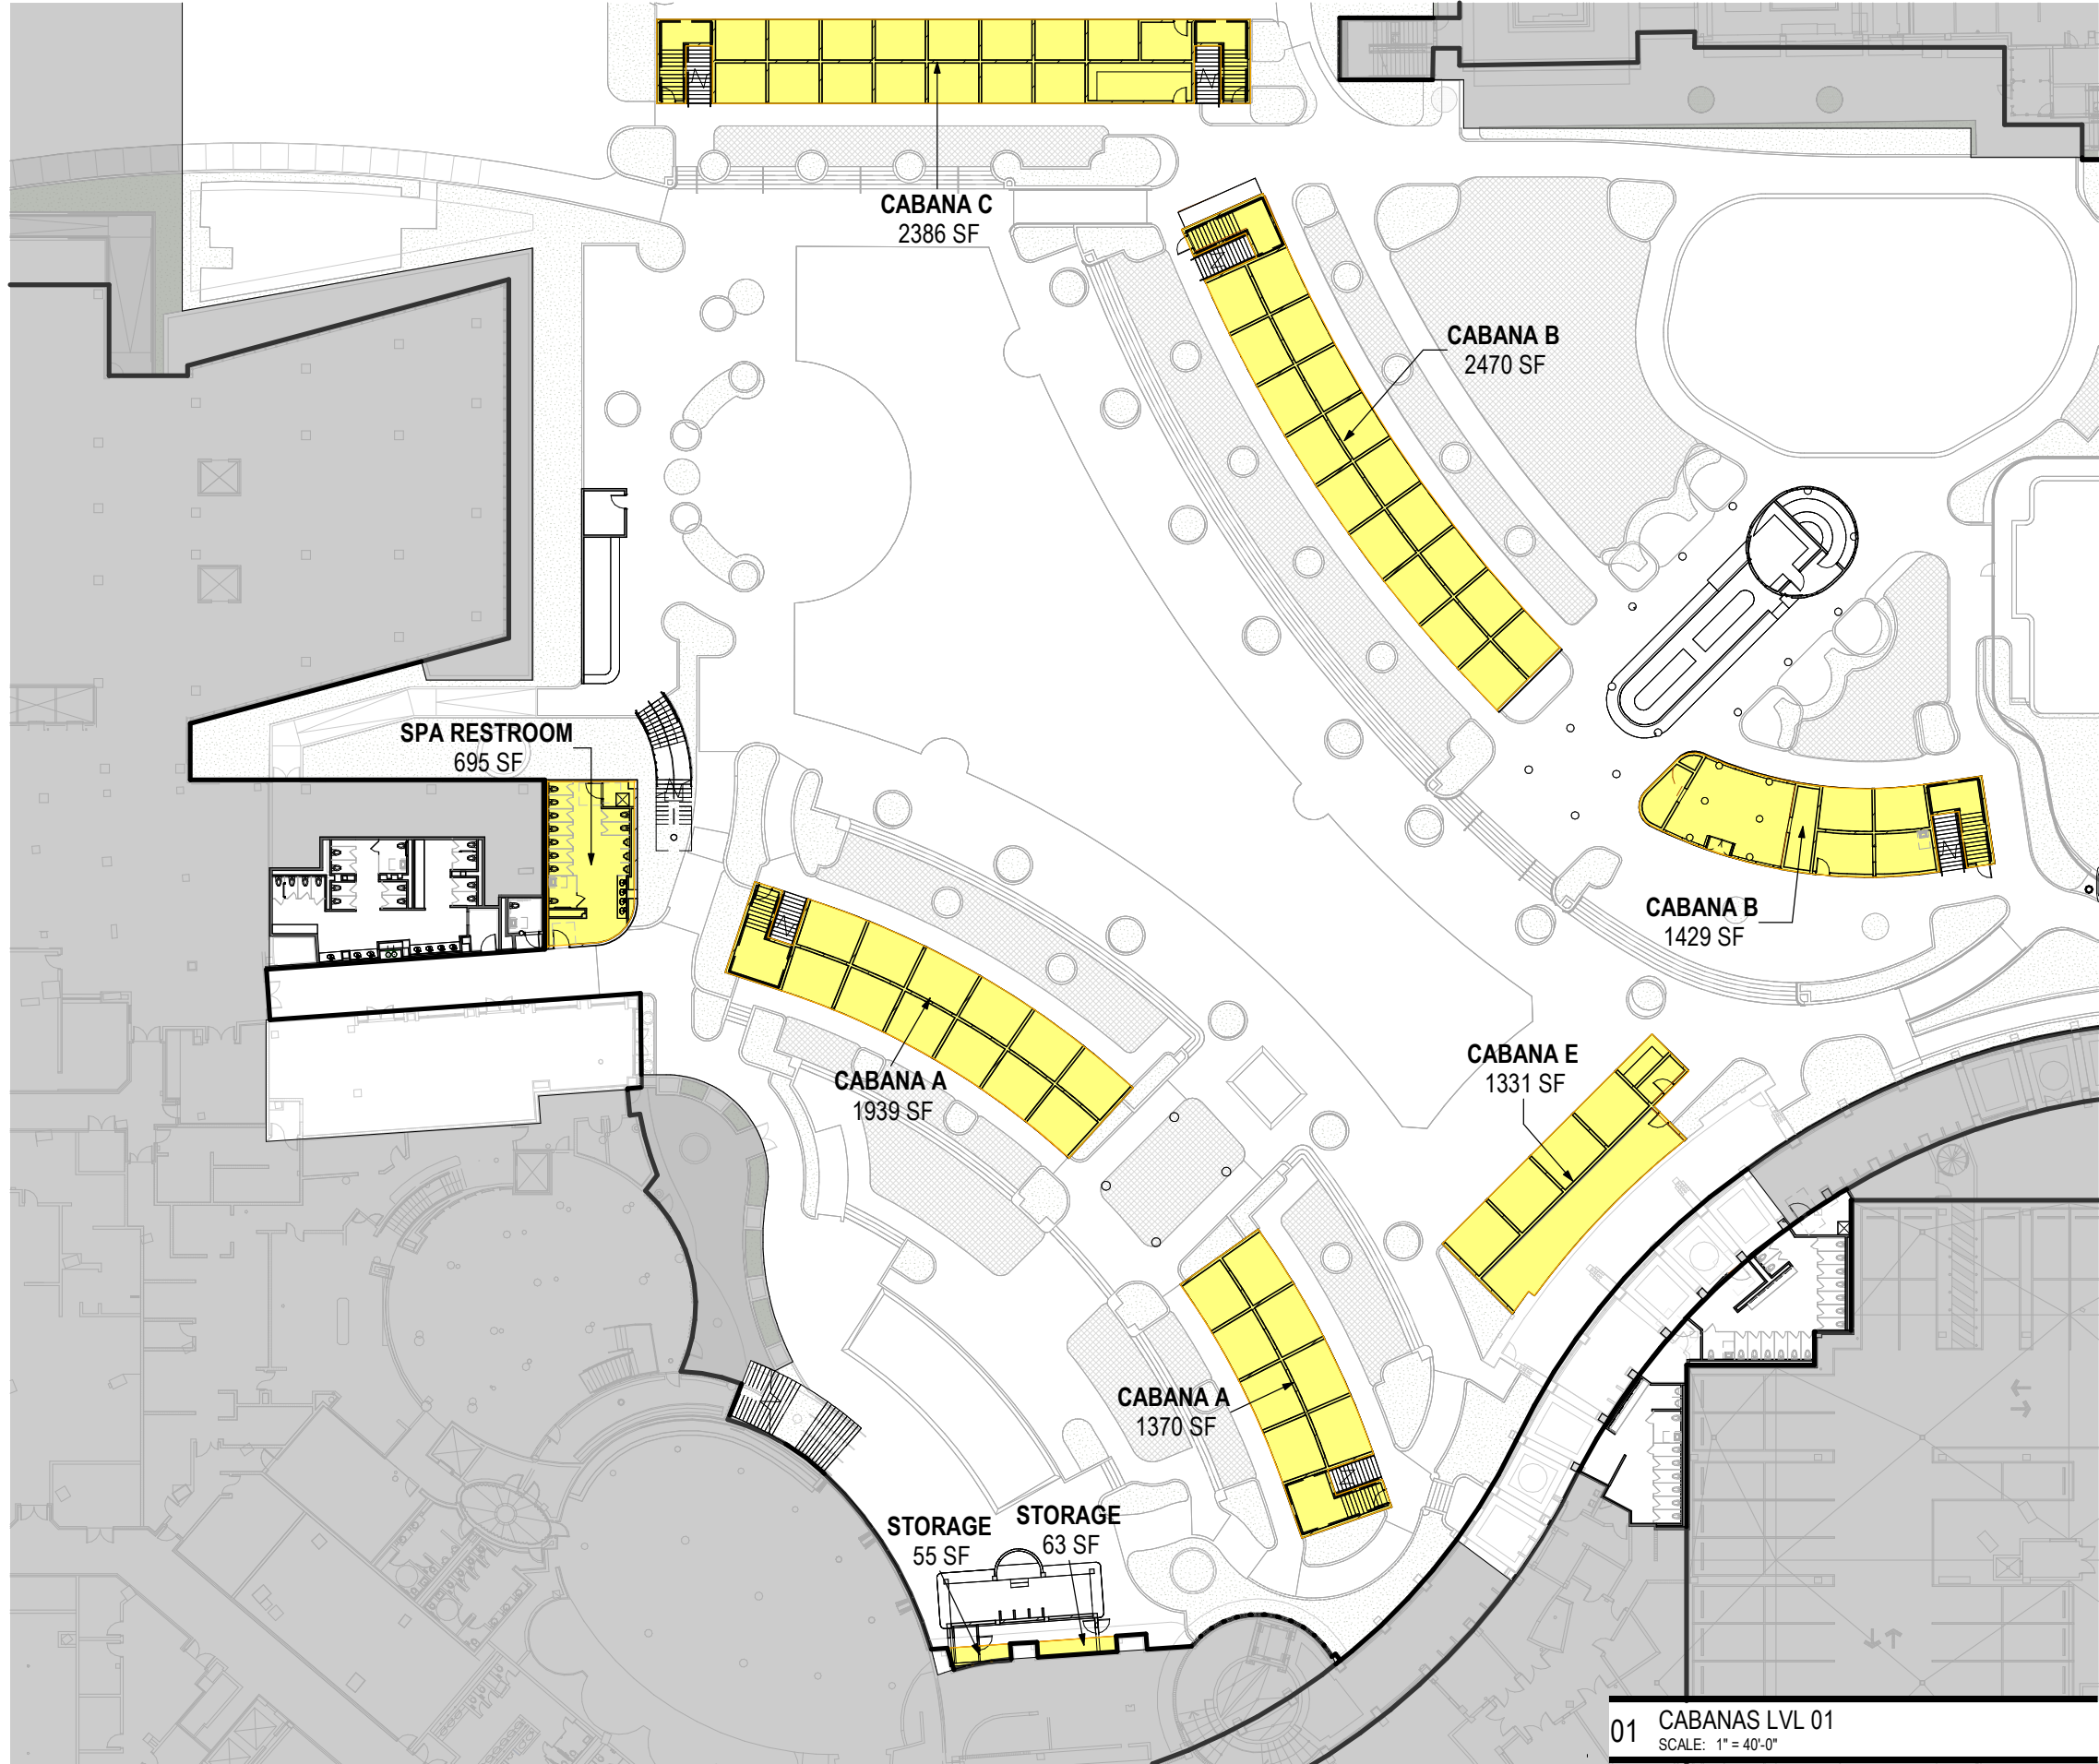 CABANA C
2386 SF
CABANA B
2470 SF
SPA RESTROOM
695 SF
CABANA B
1429 SF
CABANA E
1331 SF
CABANA A
1939 SF
CABANA A
1370 SF
STORAGE
55 SF
STORAGE
63 SF
01 CABANAS LVL 01
SCALE: 1" = 40'-0"